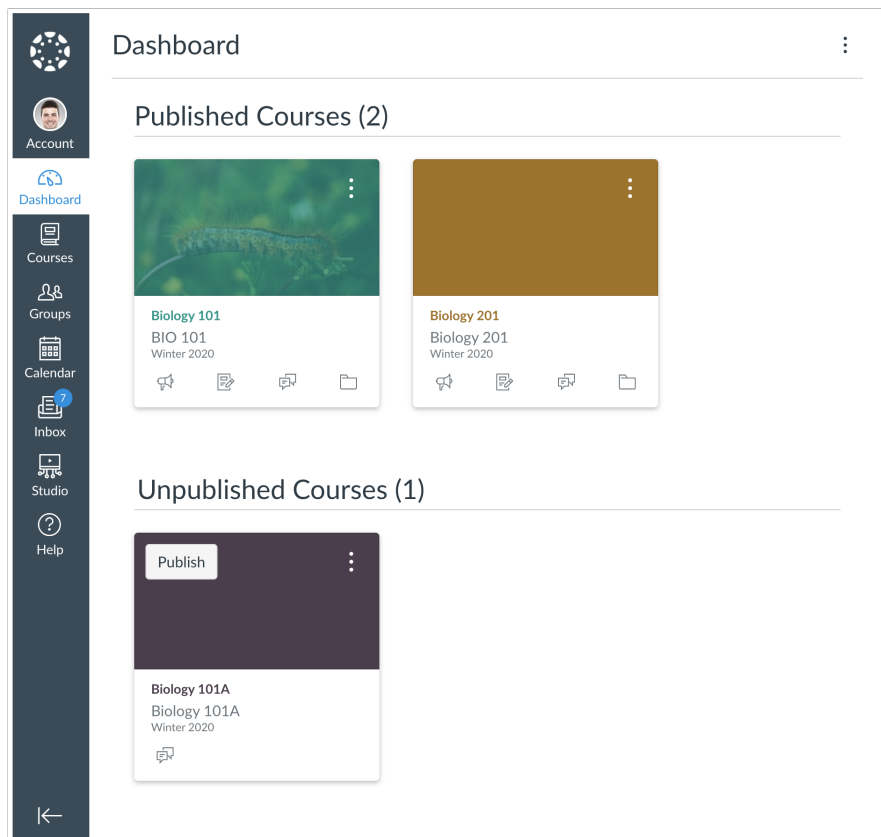 Dashboard
Account
Dashboard
Courses
Groups
Calendar
7
Inbox
Studio
Help
Published Courses (2)
Biology 101
BIO 101
Winter 2020
Biology 201
Biology 201
Winter 2020
Unpublished Courses (1)
Publish
Biology 101A
Biology 101A
Winter 2020